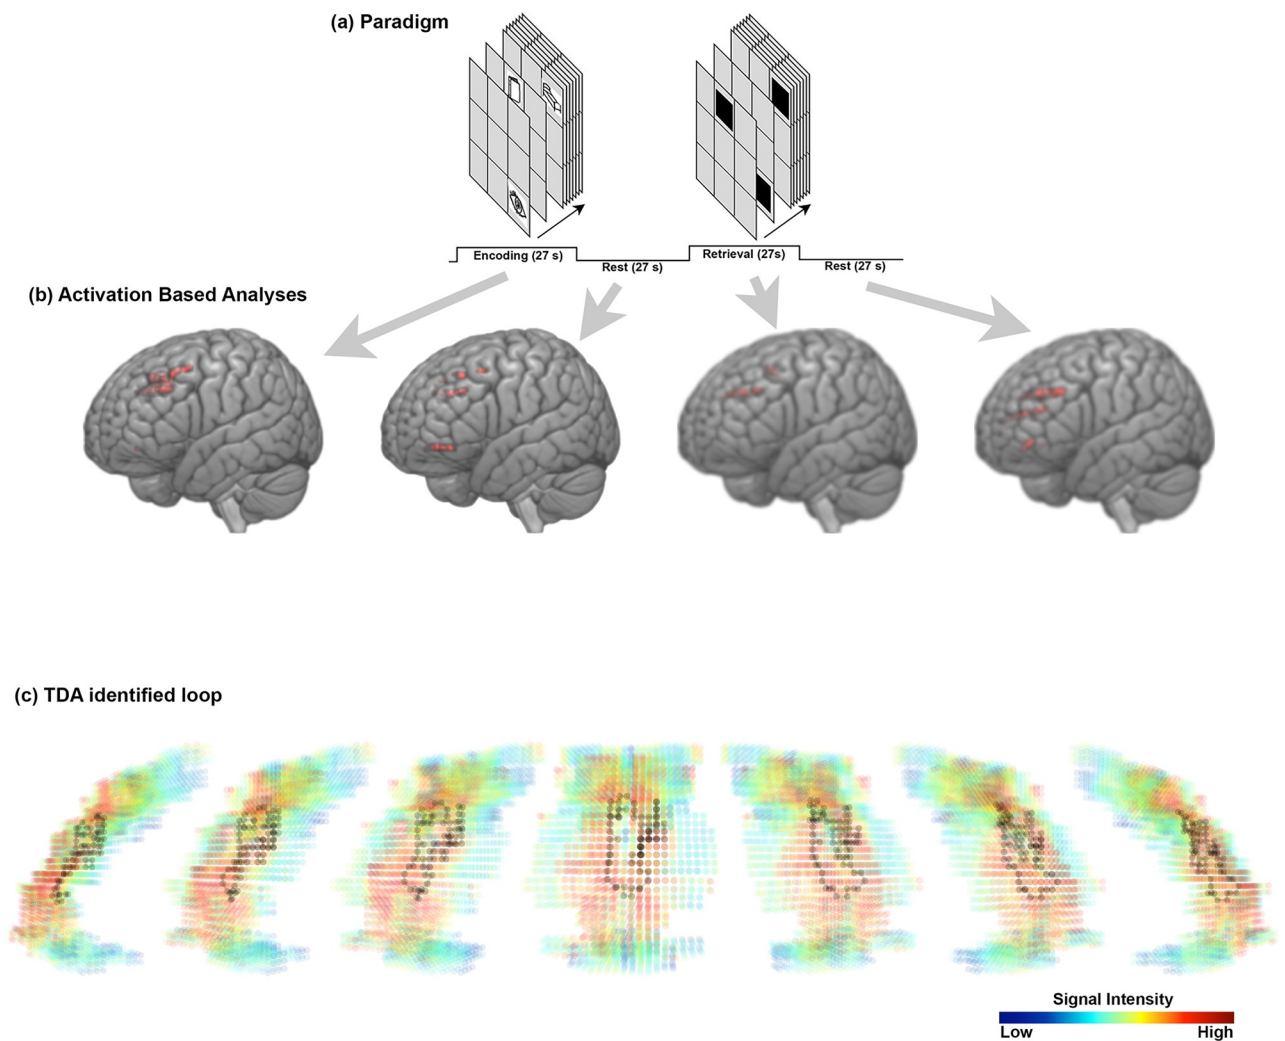 (a) Paradigm
Encoding (27 s)
Rest (27 s)
Retrieval (27s)
Rest (27 s)
(b) Activation Based Analyses
(c) TDA identified loop
Signal Intensity
Low
High